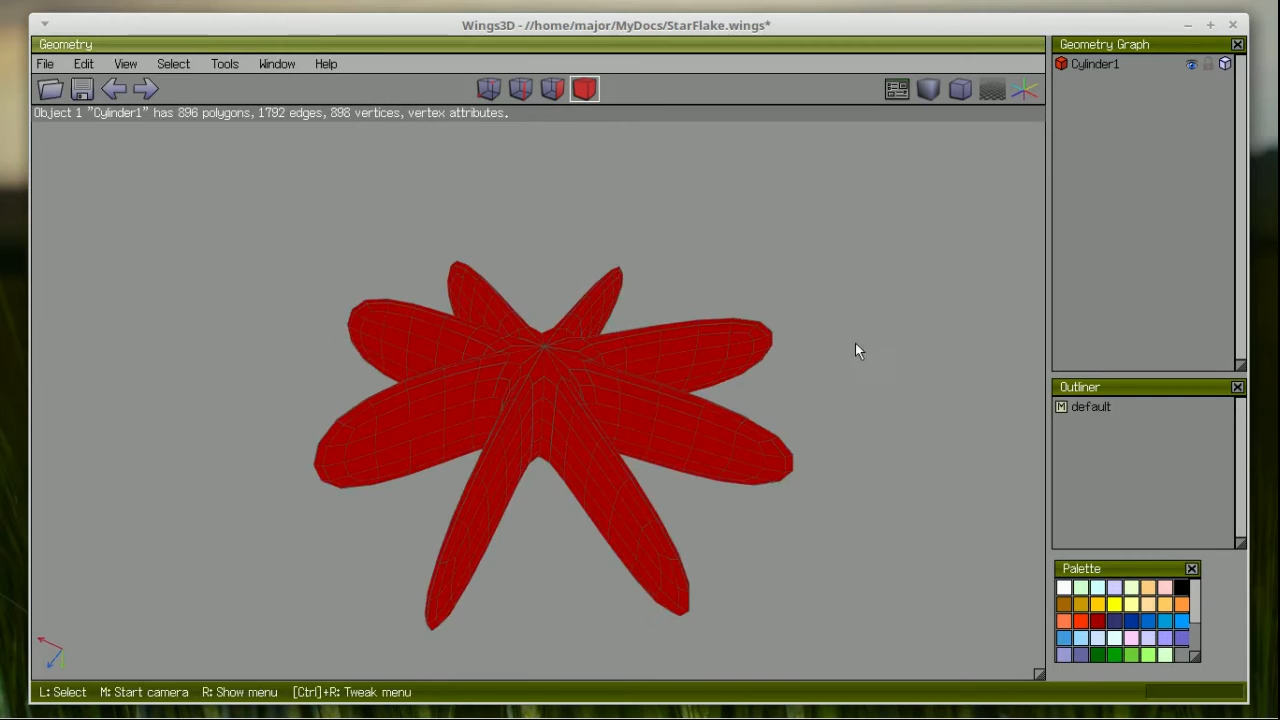 Wings3D - //home/major/MyDocs/StarFlake.wings*
Geometry
File Edit View Select Tools Window Help
Object 1 "Cylinder1" has 896 polygons, 1792 edges, 898 vertices, vertex attributes.
L: Select M: Start camera R: Show menu [Ctrl]+R: Tweak menu
Geometry Graph
Cylinder1
Outliner
M default
Palette